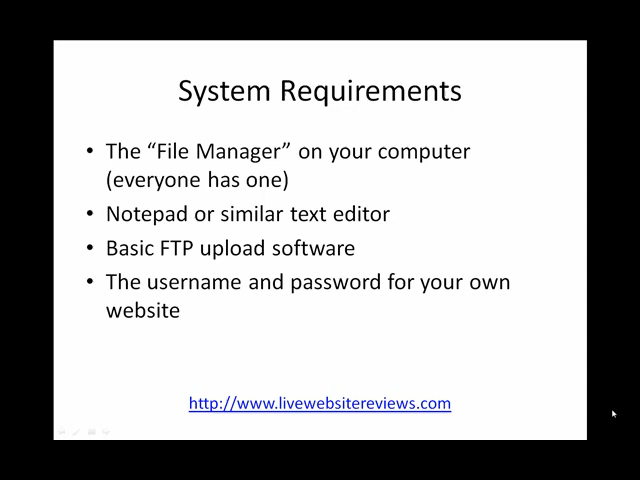 System Requirements
• The “File Manager” on your computer
(everyone has one)
• Notepad or similar text editor
• Basic FTP upload software
• The username and password for your own
website
http://www.livewebsitereviews.com